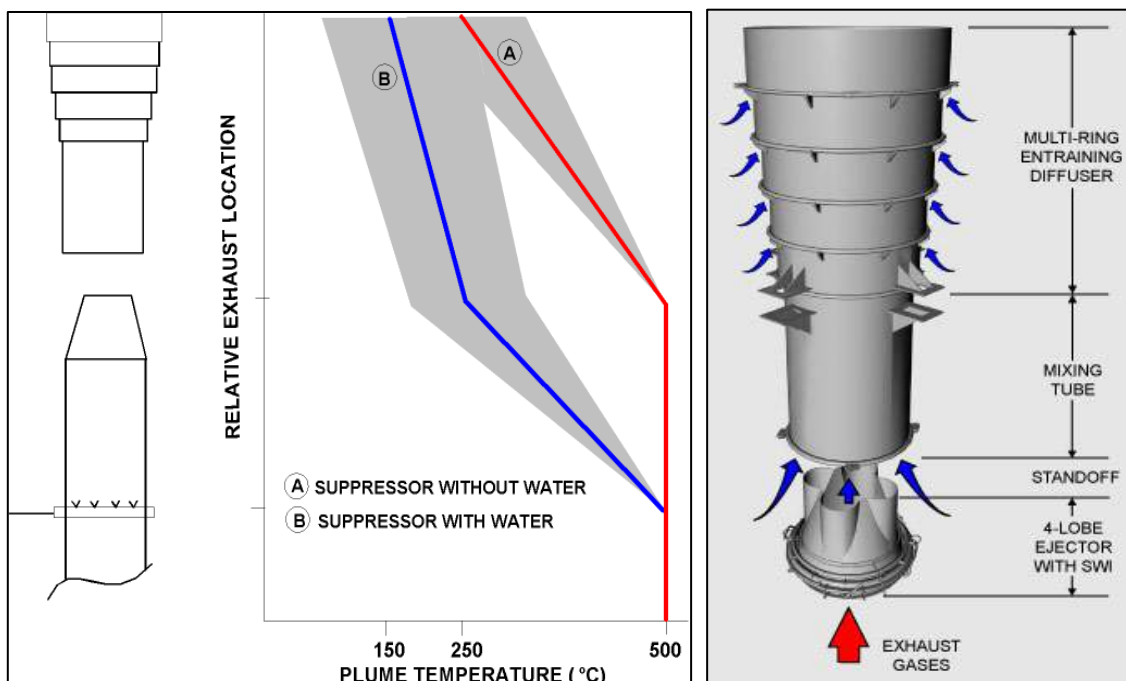 RELATIVE EXHAUST LOCATION
A
B
A SUPPRESSOR WITHOUT WATER
B SUPPRESSOR WITH WATER
150
250
500
PLUME TEMPERATURE (°C)
MULTI-RING
ENTRAINING
DIFFUSER
MIXING
TUBE
STANDOFF
4-LOBE
EJECTOR
WITH SWI
EXHAUST
GASES